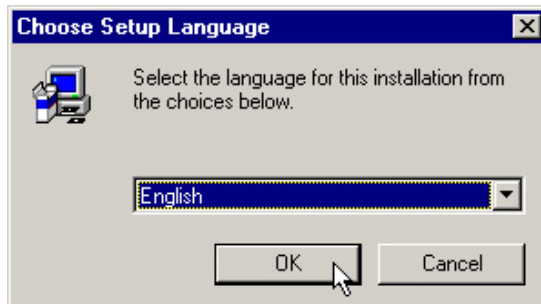 Choose Setup Language
Select the language for this installation from
the choices below.
English
OK
Cancel